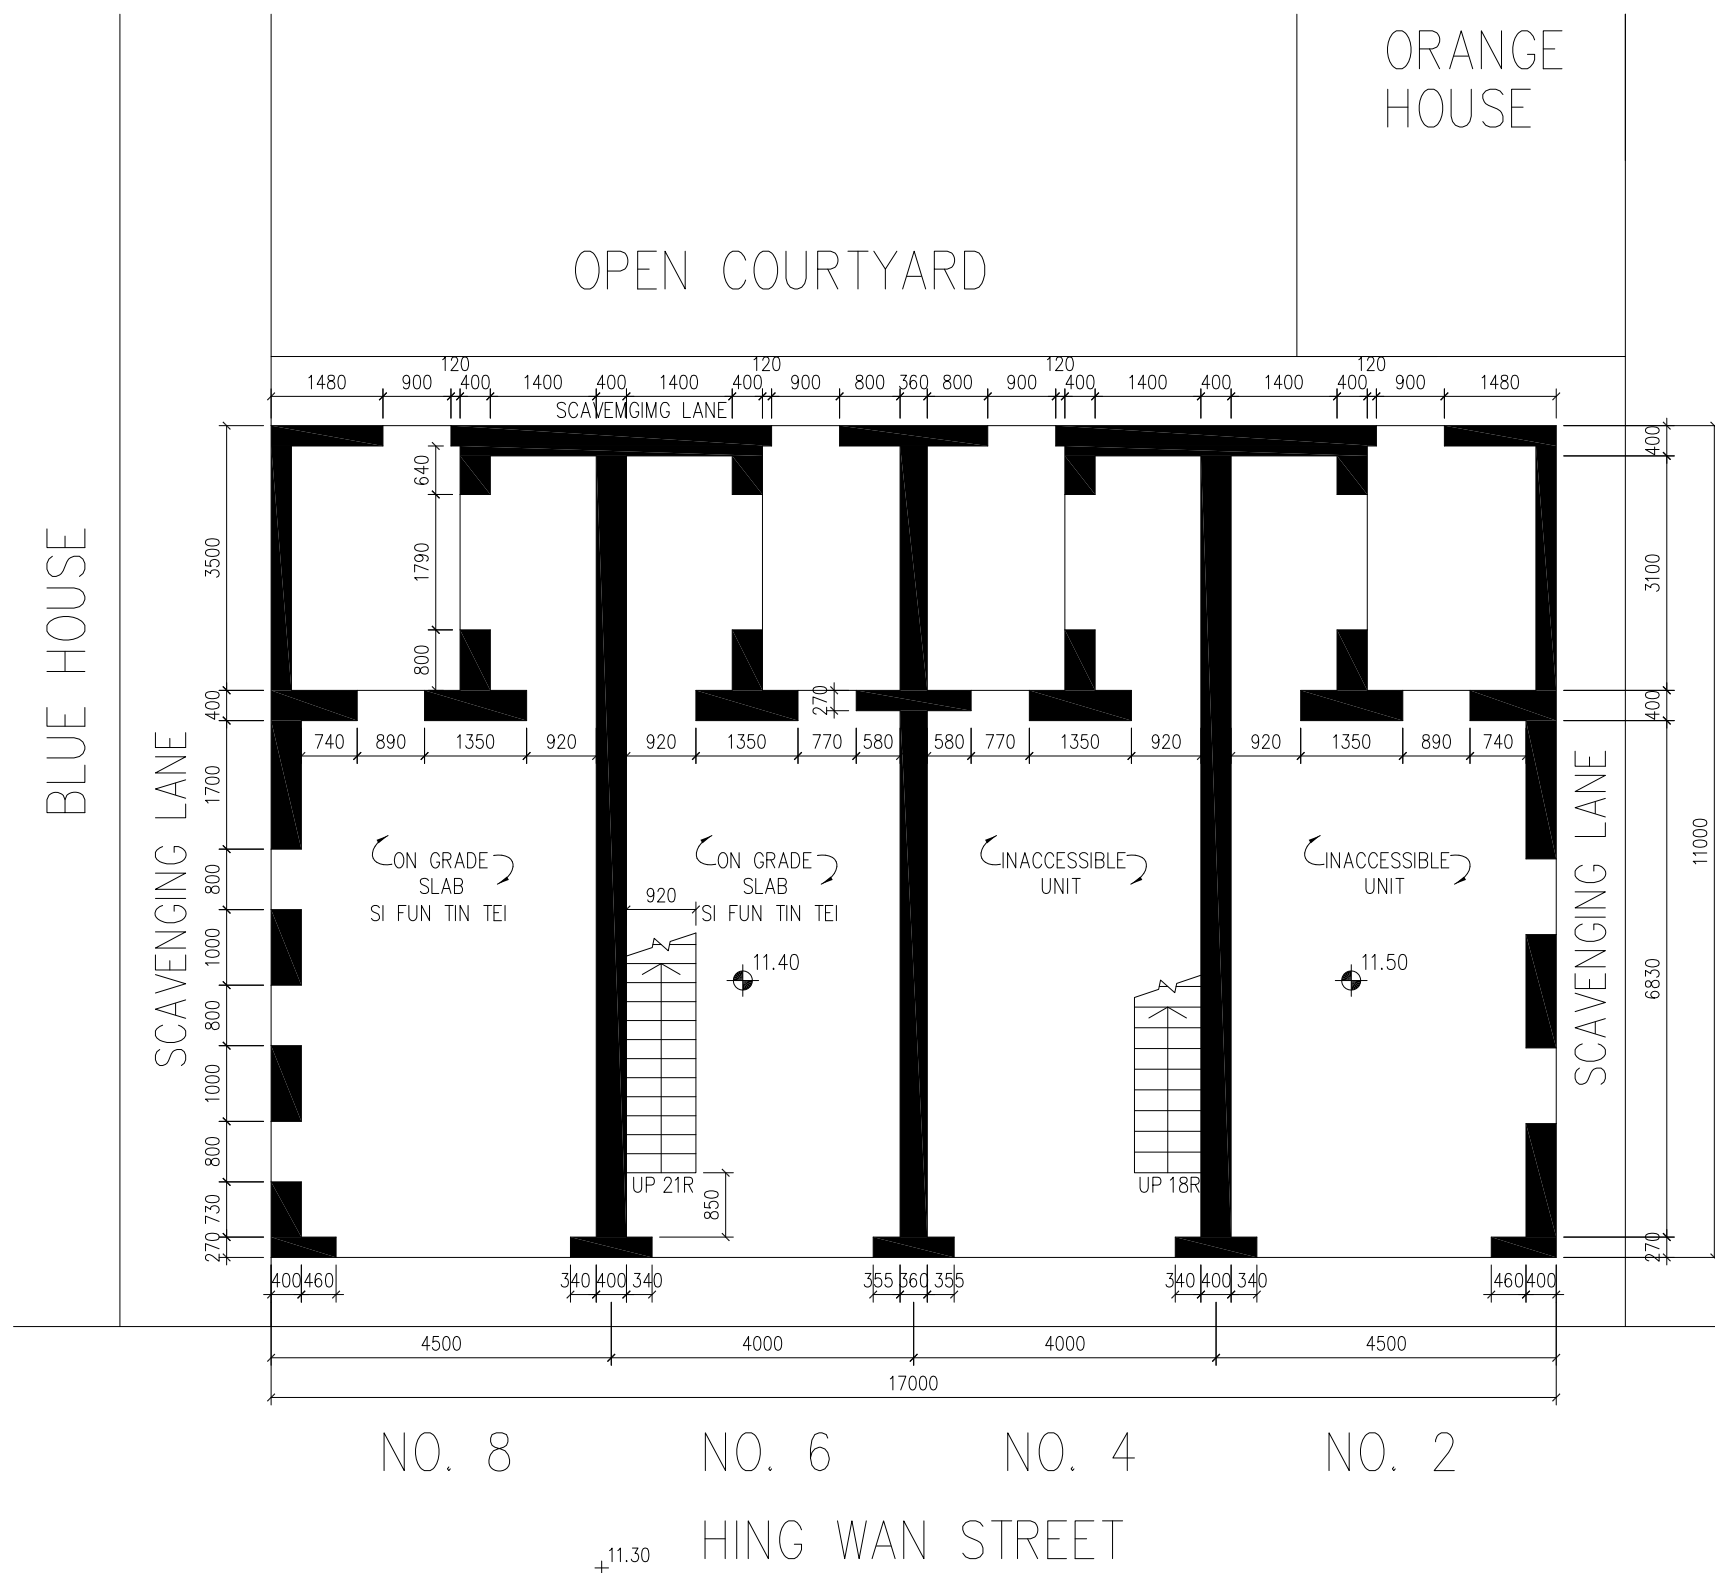 ORANGE
HOUSE
OPEN COURTYARD
120 120 120 120
1480 900 400 1400 400 1400 400 900 800 360 800 900 400 1400 400 1400 400 900 1480
SCAVEMGIMG LANE
BLUE HOUSE
SCAVENGING LANE
3500
400
1700
800
1000
800
1000
800
730
270
640
1790
800
270
740 890 1350 920 920 1350 770 580 580 770 1350 920 920 1350 890 740
ON GRADE
SLAB
SI FUN TIN TEI
ON GRADE
SLAB
SI FUN TIN TEI
INACCESSIBLE
UNIT
INACCESSIBLE
UNIT
920
11.40
11.50
UP 21R
850
UP 18R
400
3100
400
6830
270
11000
SCAVENGING LANE
400 460 340 400 340 355 360 355 340 400 340 460 400
4500 4000 4000 4500
17000
NO. 8 NO. 6 NO. 4 NO. 2
HING WAN STREET
11.30